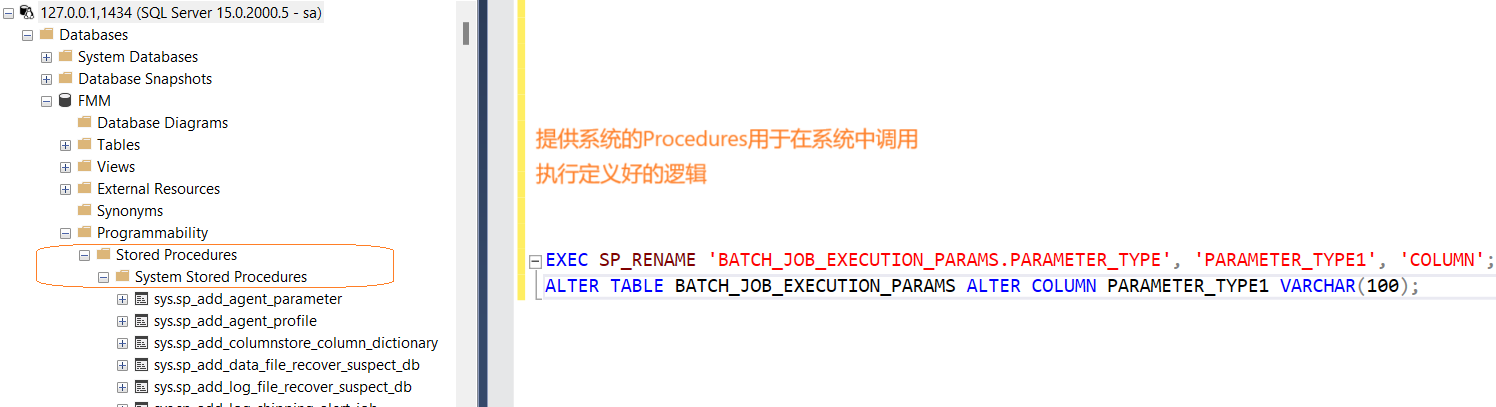 127.0.0.1,1434 (SQL Server 15.0.2000.5 - sa)
Databases
System Databases
Database Snapshots
FMM
Database Diagrams
Tables
Views
External Resources
Synonyms
Programmability
Stored Procedures
System Stored Procedures
sys.sp_add_agent_parameter
sys.sp_add_agent_profile
sys.sp_add_columnstore_column_dictionary
sys.sp_add_data_file_recover_suspect_db
sys.sp_add_log_file_recover_suspect_db
提供系统的Procedures用于在系统中调用
执行定义好的逻辑
EXEC SP_RENAME 'BATCH_JOB_EXECUTION_PARAMS.PARAMETER_TYPE', 'PARAMETER_TYPE1', 'COLUMN';
ALTER TABLE BATCH_JOB_EXECUTION_PARAMS ALTER COLUMN PARAMETER_TYPE1 VARCHAR(100);